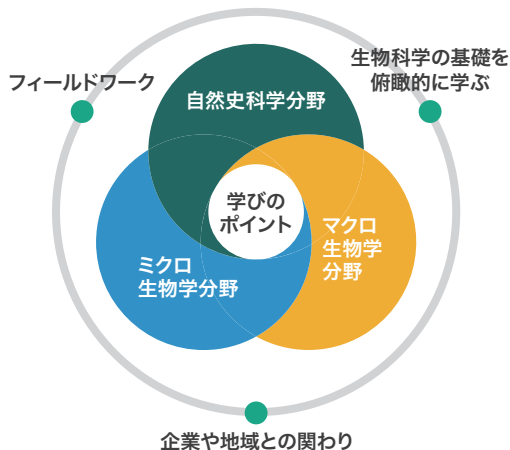 フィールドワーク
生物科学の基礎を
俯瞰的に学ぶ
自然史科学分野
学びの
ポイント
ミクロ
生物学分野
マクロ
生物学
分野
企業や地域との関わり